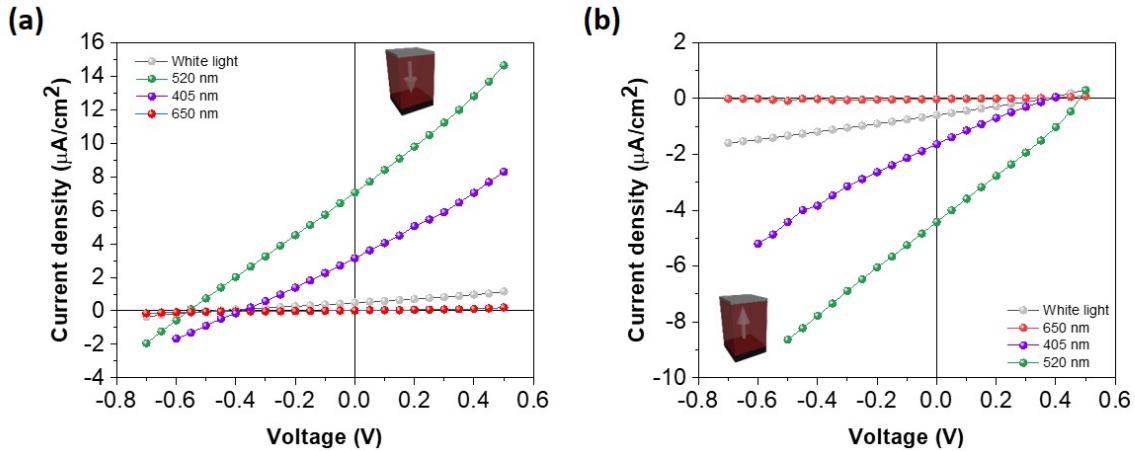 (a)
16
14
12
10
8
6
4
2
0
-2
-4
Current density (μA/cm²)
White light
520 nm
405 nm
650 nm
-0.8 -0.6 -0.4 -0.2 0.0 0.2 0.4 0.6
Voltage (V)
(b)
2
0
-2
-4
-6
-8
-10
Current density (μA/cm²)
White light
650 nm
405 nm
520 nm
-0.8 -0.6 -0.4 -0.2 0.0 0.2 0.4 0.6
Voltage (V)